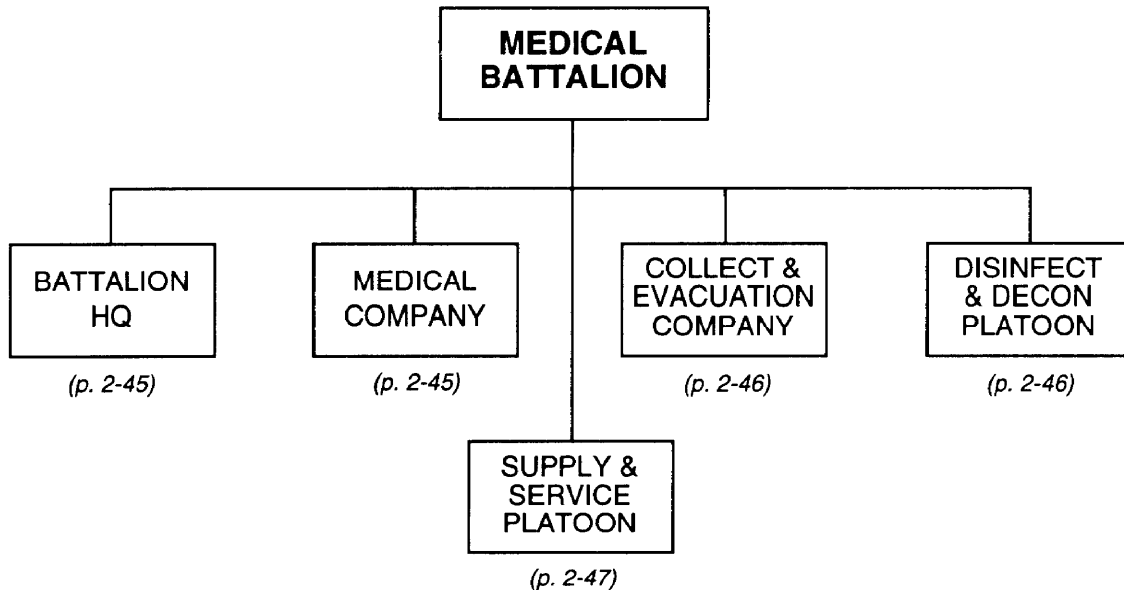 MEDICAL
BATTALION
BATTALION
HQ
(p. 2-45)
MEDICAL
COMPANY
(p. 2-45)
COLLECT &
EVACUATION
COMPANY
(p. 2-46)
DISINFECT
& DECON
PLATOON
(p. 2-46)
SUPPLY &
SERVICE
PLATOON
(p. 2-47)